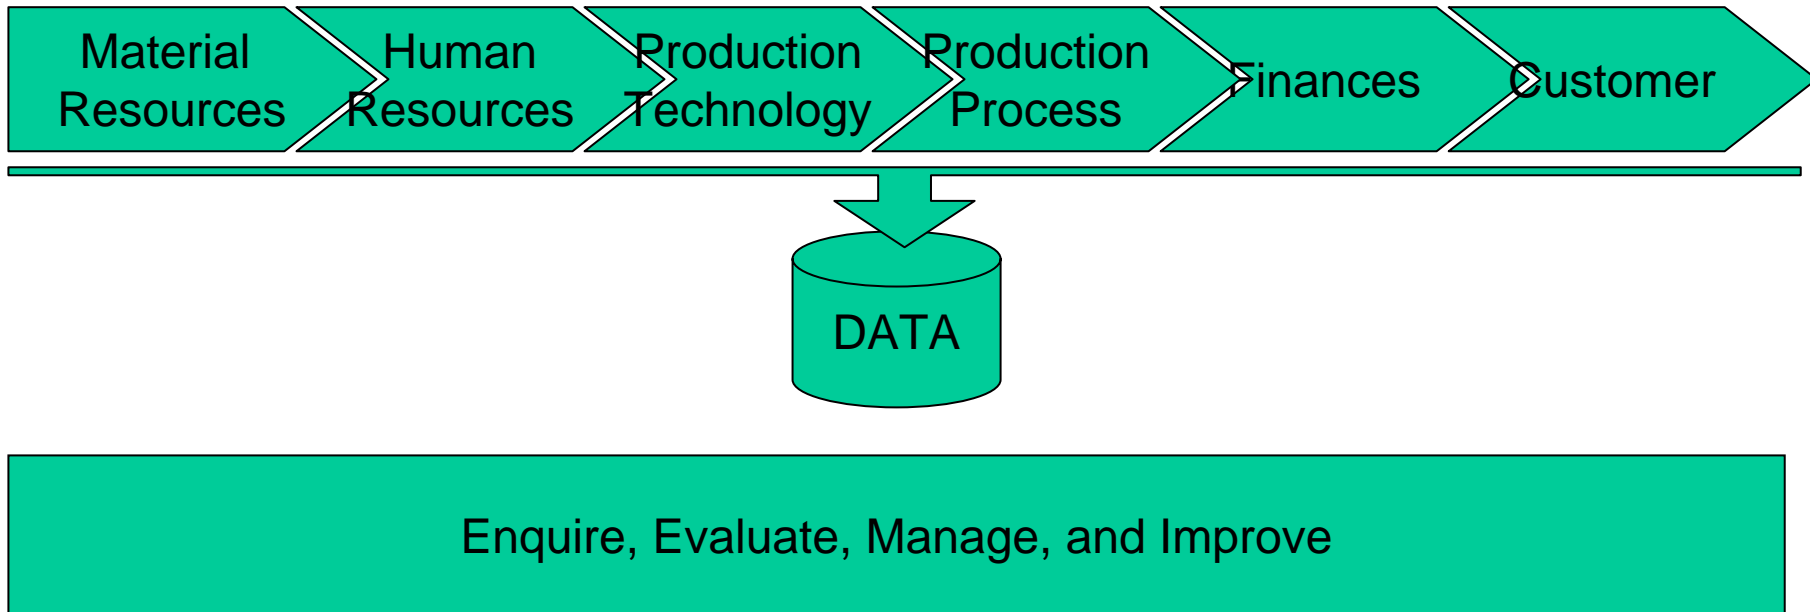 Material
Resources
Human
Resources
Production
Technology
Production
Process
Finances
Customer
DATA
Enquire, Evaluate, Manage, and Improve